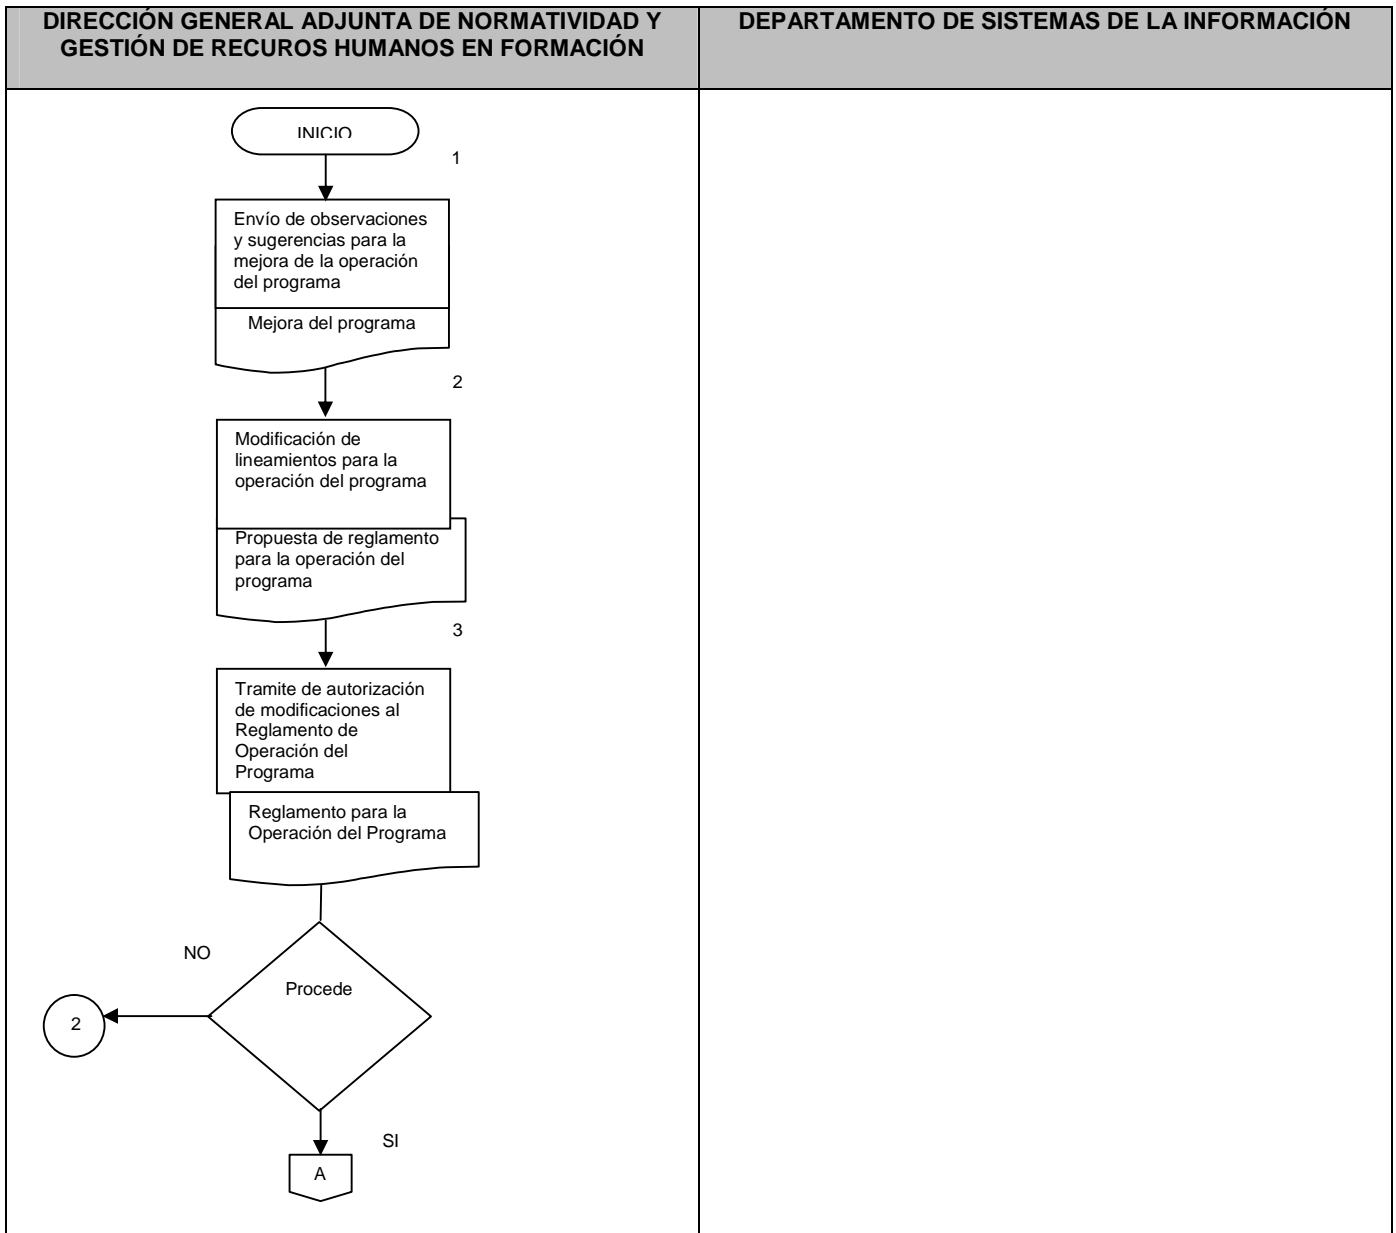 DIRECCIÓN GENERAL ADJUNTA DE NORMATIVIDAD Y
GESTIÓN DE RECUROS HUMANOS EN FORMACIÓN
DEPARTAMENTO DE SISTEMAS DE LA INFORMACIÓN
INICIO
1
Envío de observaciones
y sugerencias para la
mejora de la operación
del programa
Mejora del programa
2
Modificación de
lineamientos para la
operación del programa
Propuesta de reglamento
para la operación del
programa
3
Tramite de autorización
de modificaciones al
Reglamento de
Operación del
Programa
Reglamento para la
Operación del Programa
NO
Procede
2
SI
A